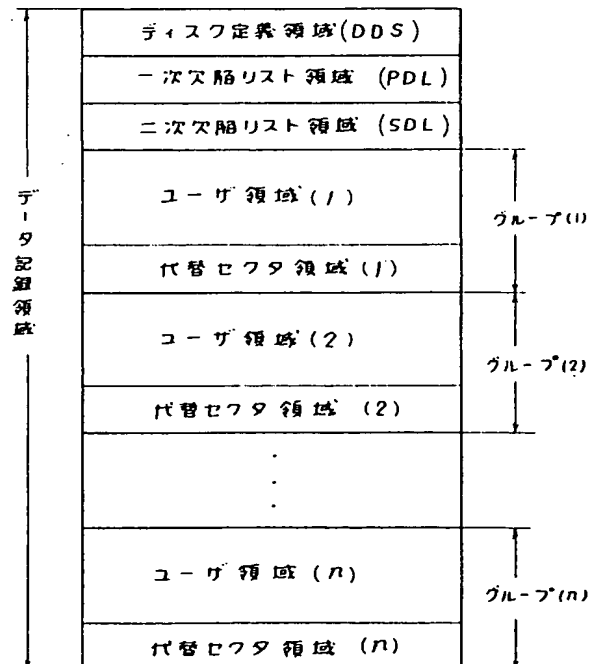 ディスク定義領域(DDS)
一次欠陥リスト領域 (PDL)
二次欠陥リスト領域 (SDL)
ユーザ領域(1)
代替セクタ領域(1)
グループ(1)
ユーザ領域(2)
代替セクタ領域 (2)
グループ(2)
・
・
・
ユーザ領域 (n)
代替セクタ領域 (n)
グループ(n)
データ記録領域